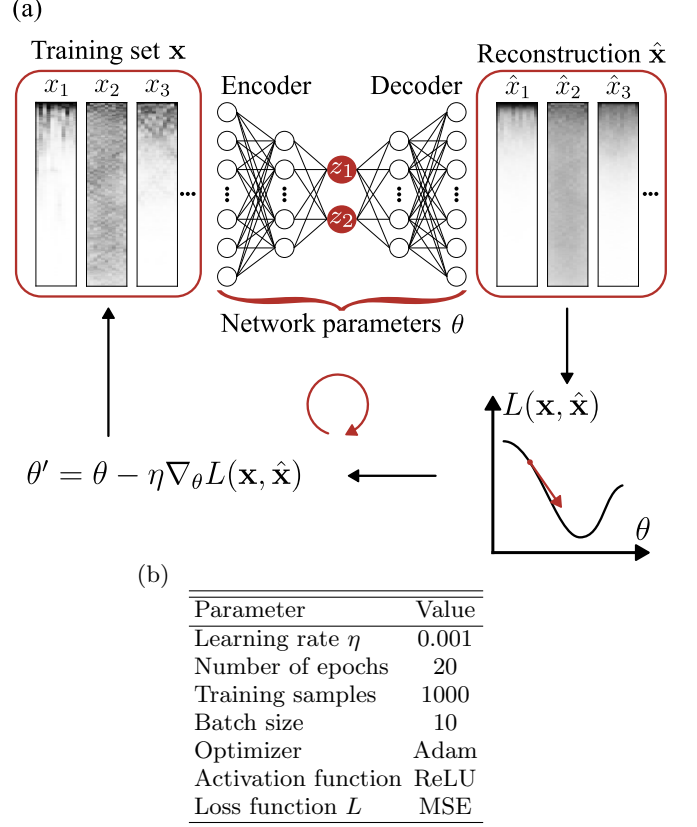 (a)
Training set x
Reconstruction x̂
x₁ x₂ x₃
Encoder
Decoder
x̂₁ x̂₂ x̂₃
z₁
z₂
...
...
Network parameters θ
L(x, x̂)
θ′ = θ − η∇θL(x, x̂)
θ
(b)
Parameter Value
Learning rate η 0.001
Number of epochs 20
Training samples 1000
Batch size 10
Optimizer Adam
Activation function ReLU
Loss function L MSE